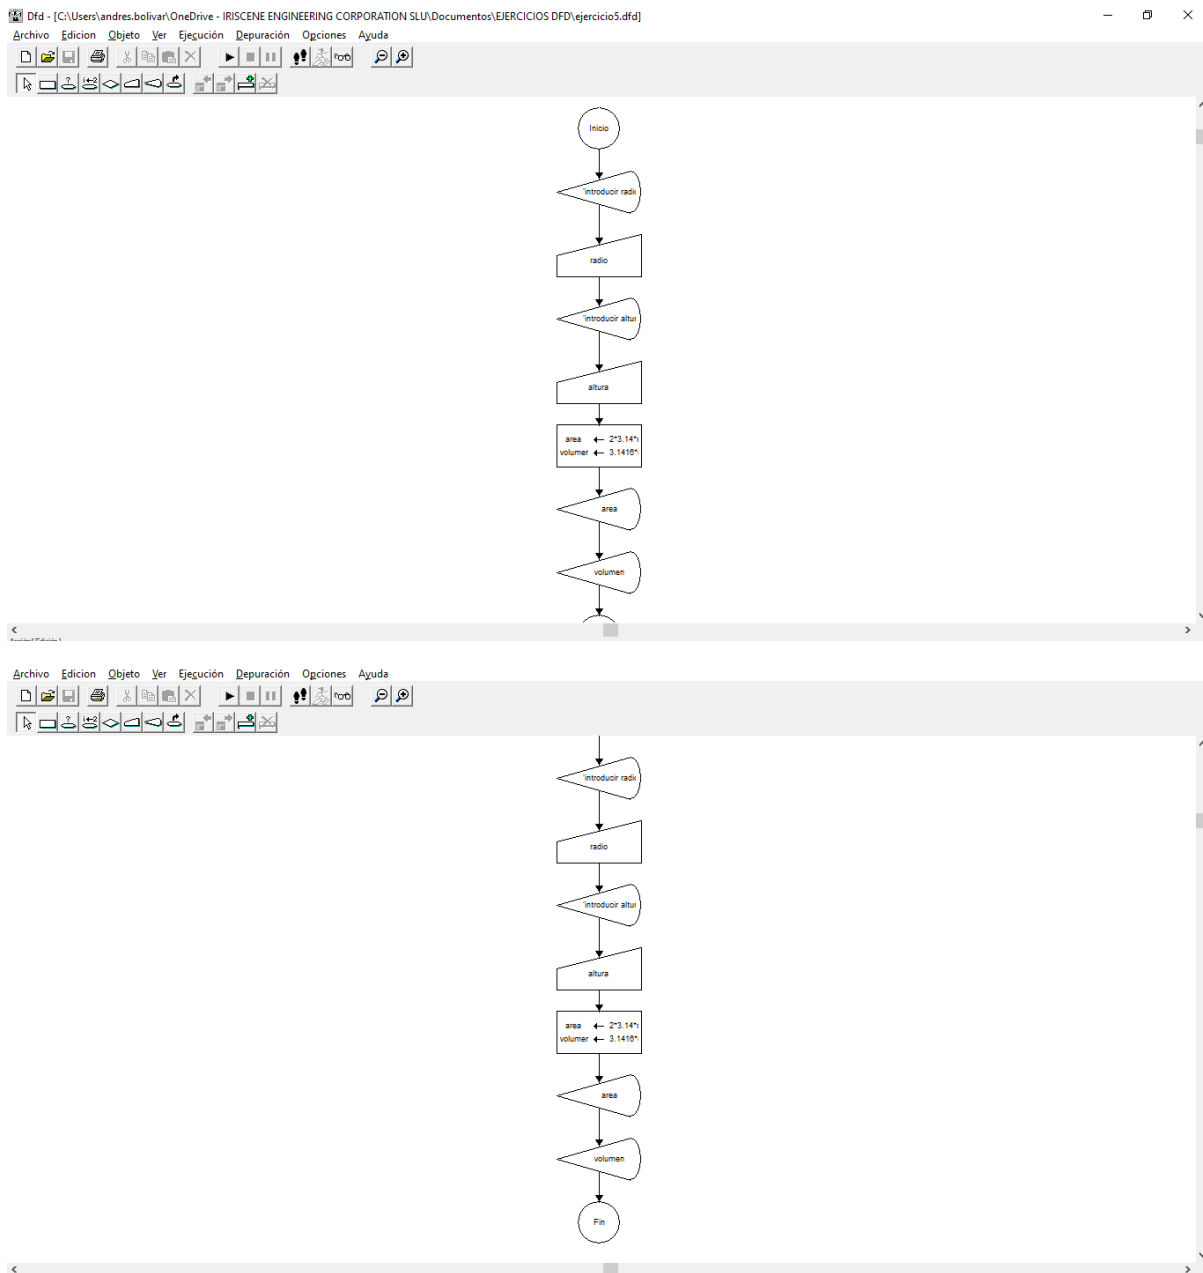 Dfd - [C:\Users\andres.bolivar\OneDrive - IRISCENE ENGINEERING CORPORATION SLU\Documentos\EJERCICIOS DFD\ejercicio5.dfd]
Archivo Edicion Objeto Ver Ejecución Depuración Opciones Ayuda
Inicio
'introducir radio
radio
'introducir altur
altura
area ← 2*3.14*r
volumer ← 3.1416*
area
volumen
Archivo Edicion Objeto Ver Ejecución Depuración Opciones Ayuda
'introducir radio
radio
'introducir altur
altura
area ← 2*3.14*r
volumer ← 3.1416*
area
volumen
Fin